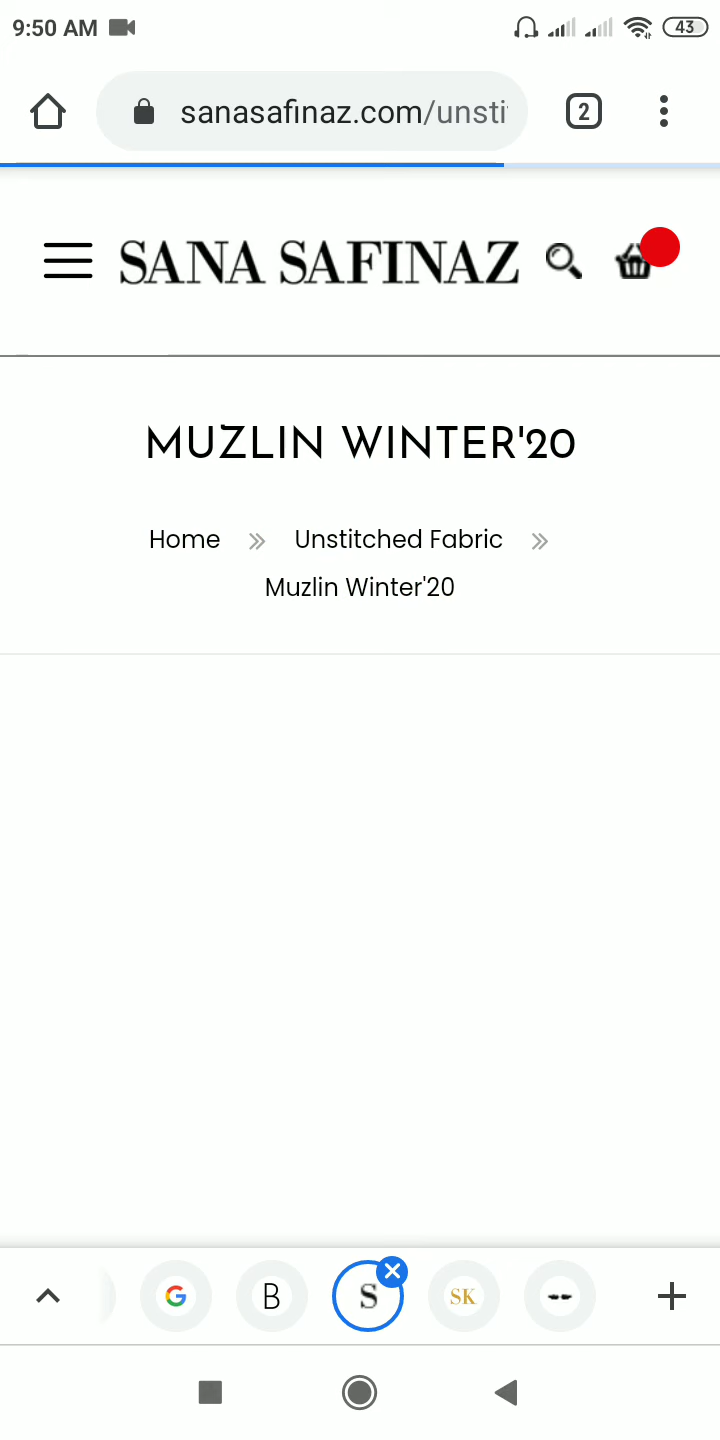 9:50 AM 43
sanasafinaz.com/unsti
2
SANA SAFINAZ
MUZLIN WINTER'20
Home » Unstitched Fabric »
Muzlin Winter'20
G B S SK